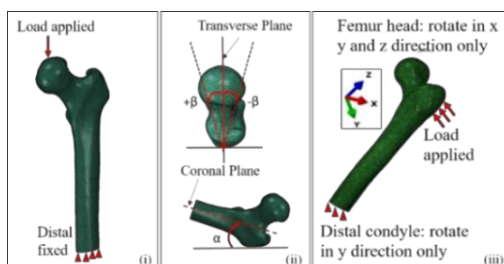 Load applied
Distal
fixed
(i)
Transverse Plane
+β
-β
Coronal Plane
α
(ii)
Femur head: rotate in x
y and z direction only
Z
X
Y
Load
applied
Distal condyle: rotate
in y direction only
(iii)